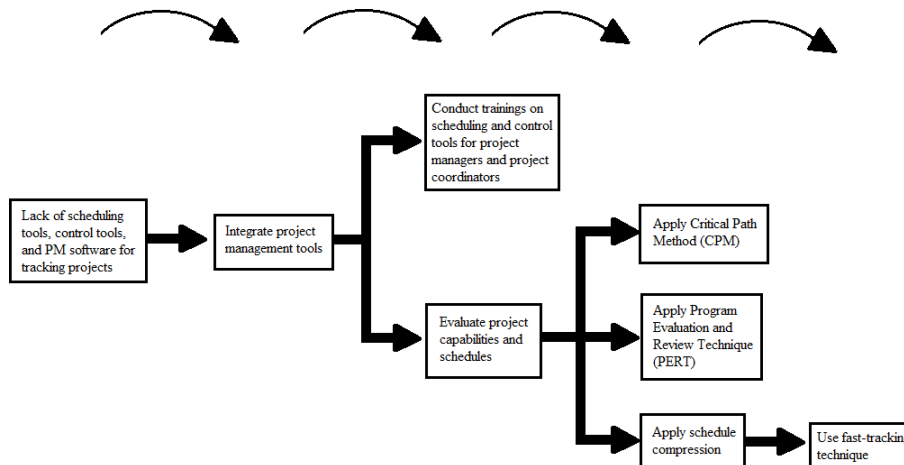 Conduct trainings on
scheduling and control
tools for project
managers and project
coordinators
Lack of scheduling
tools, control tools,
and PM software for
tracking projects
Integrate project
management tools
Apply Critical Path
Method (CPM)
Evaluate project
capabilities and
schedules
Apply Program
Evaluation and
Review Technique
(PERT)
Apply schedule
compression
Use fast-trackin
technique